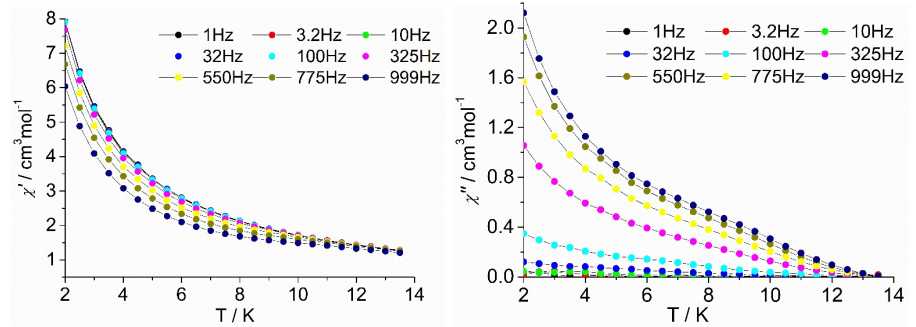 8
7
6
5
4
3
2
1
χ' / cm³mol⁻¹
1Hz 3.2Hz 10Hz
32Hz 100Hz 325Hz
550Hz 775Hz 999Hz
2 4 6 8 10 12 14
T / K
2.0
1.6
1.2
0.8
0.4
0.0
χ'' / cm³mol⁻¹
1Hz 3.2Hz 10Hz
32Hz 100Hz 325Hz
550Hz 775Hz 999Hz
2 4 6 8 10 12 14
T / K